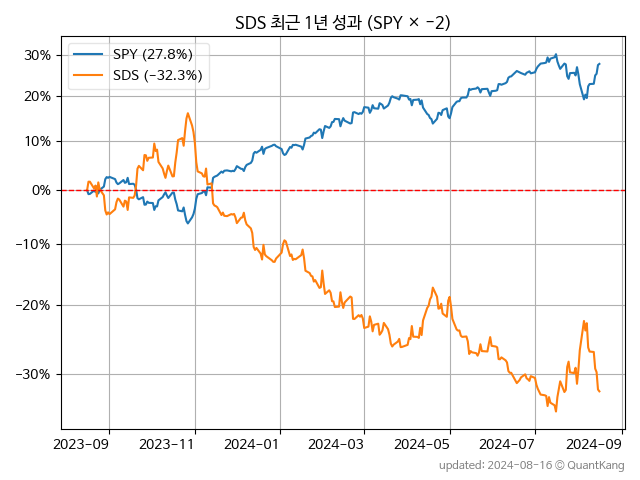 SDS 최근 1년 성과 (SPY × −2)
SPY (27.8%)
SDS (−32.3%)
30%
20%
10%
0%
−10%
−20%
−30%
2023−09 2023−11 2024−01 2024−03 2024−05 2024−07 2024−09
updated: 2024-08-16 © QuantKang